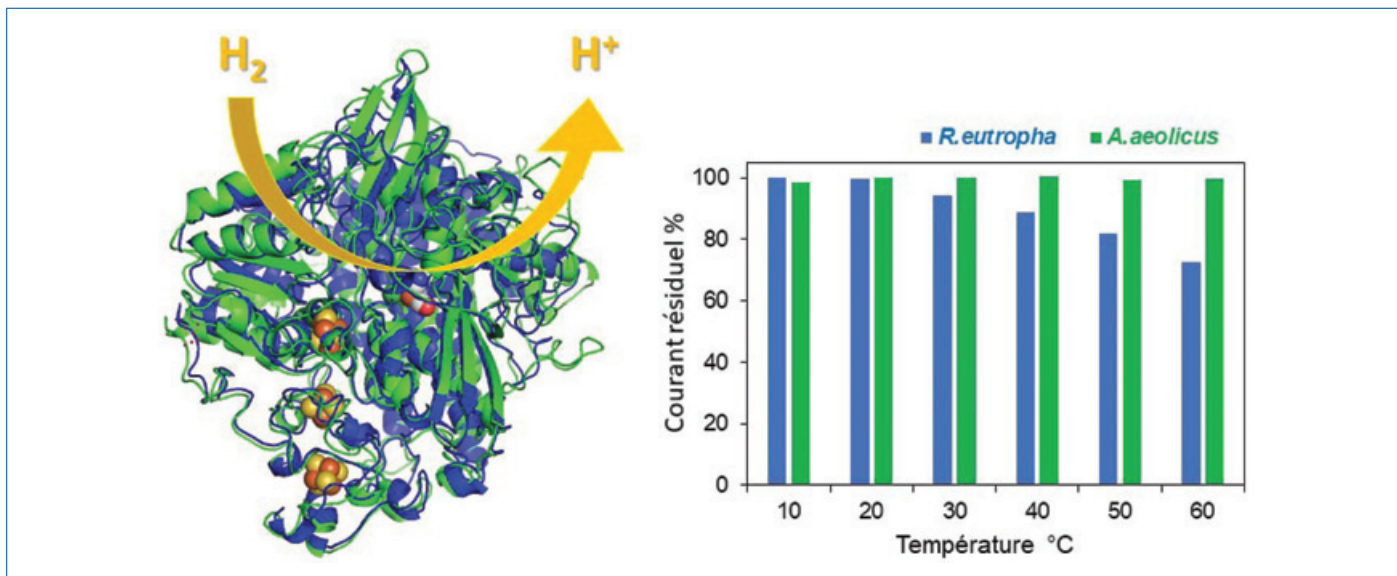 H₂
H⁺
R.eutropha
A.aeolicus
Courant résiduel %
100
80
60
40
20
0
10 20 30 40 50 60
Température °C